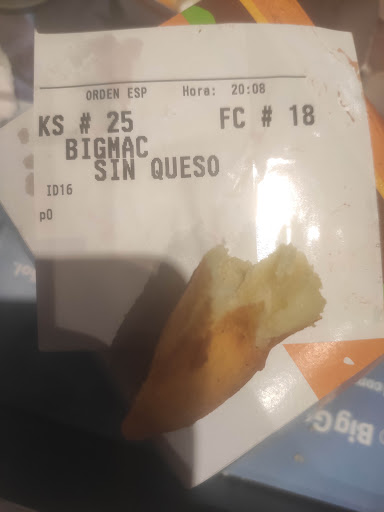 ORDEN ESP Hora: 20:08
KS # 25 FC # 18
BIGMAC
SIN QUESO
ID16
p0